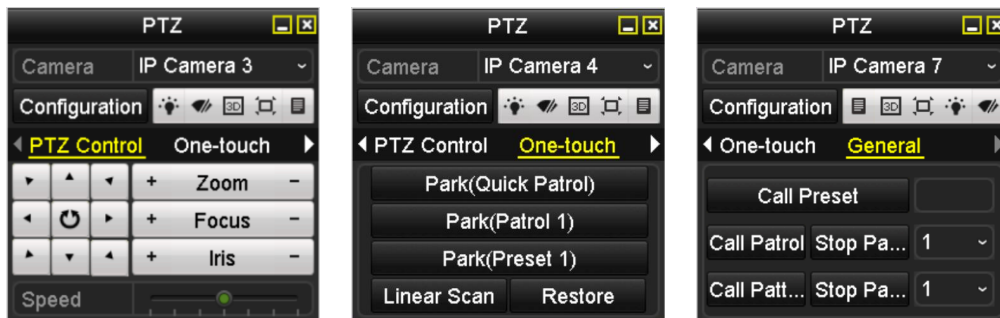 PTZ
Camera IP Camera 3
Configuration 3D
PTZ Control One-touch
+ Zoom -
+ Focus -
+ Iris -
Speed
PTZ
Camera IP Camera 4
Configuration 3D
PTZ Control One-touch
Park(Quick Patrol)
Park(Patrol 1)
Park(Preset 1)
Linear Scan Restore
PTZ
Camera IP Camera 7
Configuration 3D
One-touch General
Call Preset
Call Patrol Stop Pa... 1
Call Patt... Stop Pa... 1